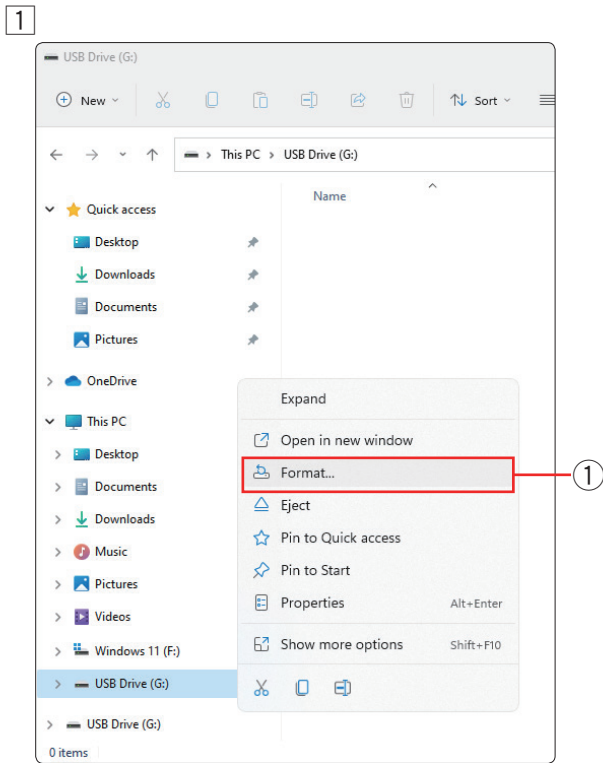 1
USB Drive (G:)
New Sort
This PC > USB Drive (G:)
Name
Quick access
Desktop
Downloads
Documents
Pictures
OneDrive
This PC
Desktop
Documents
Downloads
Music
Pictures
Videos
Windows 11 (F:)
USB Drive (G:)
USB Drive (G:)
0 items
Expand
Open in new window
Format...
1
Eject
Pin to Quick access
Pin to Start
Properties Alt+Enter
Show more options Shift+F10